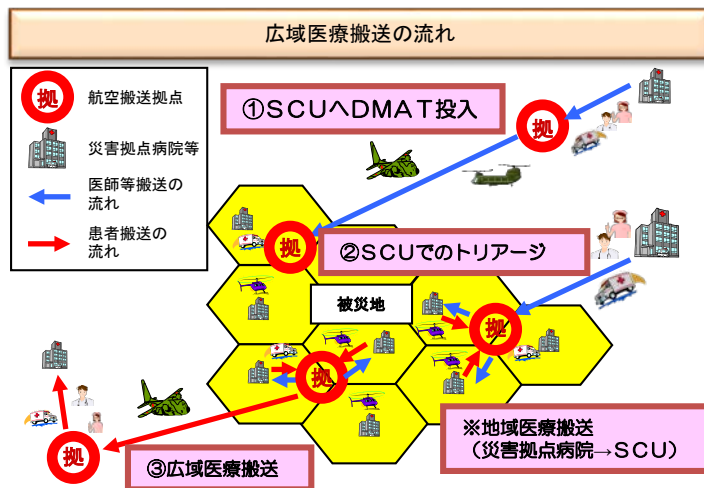 広域医療搬送の流れ
拠
航空搬送拠点
災害拠点病院等
医師等搬送の
流れ
患者搬送の
流れ
①ＳＣＵへＤＭＡＴ投入
拠
拠
②ＳＣＵでのトリアージ
被災地
拠
拠
※地域医療搬送
（災害拠点病院→ＳＣＵ）
拠
③広域医療搬送